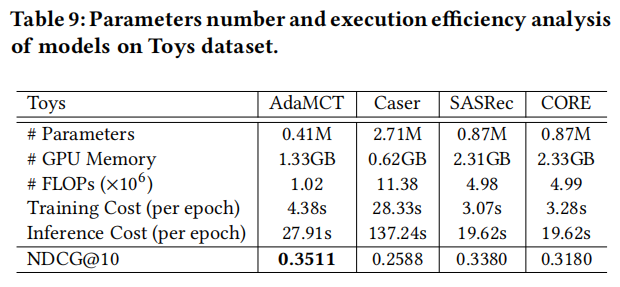 Table 9: Parameters number and execution efficiency analysis
of models on Toys dataset.
Toys AdaMCT Caser SASRec CORE
# Parameters 0.41M 2.71M 0.87M 0.87M
# GPU Memory 1.33GB 0.62GB 2.31GB 2.33GB
# FLOPs (×10⁶) 1.02 11.38 4.98 4.99
Training Cost (per epoch) 4.38s 28.33s 3.07s 3.28s
Inference Cost (per epoch) 27.91s 137.24s 19.62s 19.62s
NDCG@10 0.3511 0.2588 0.3380 0.3180